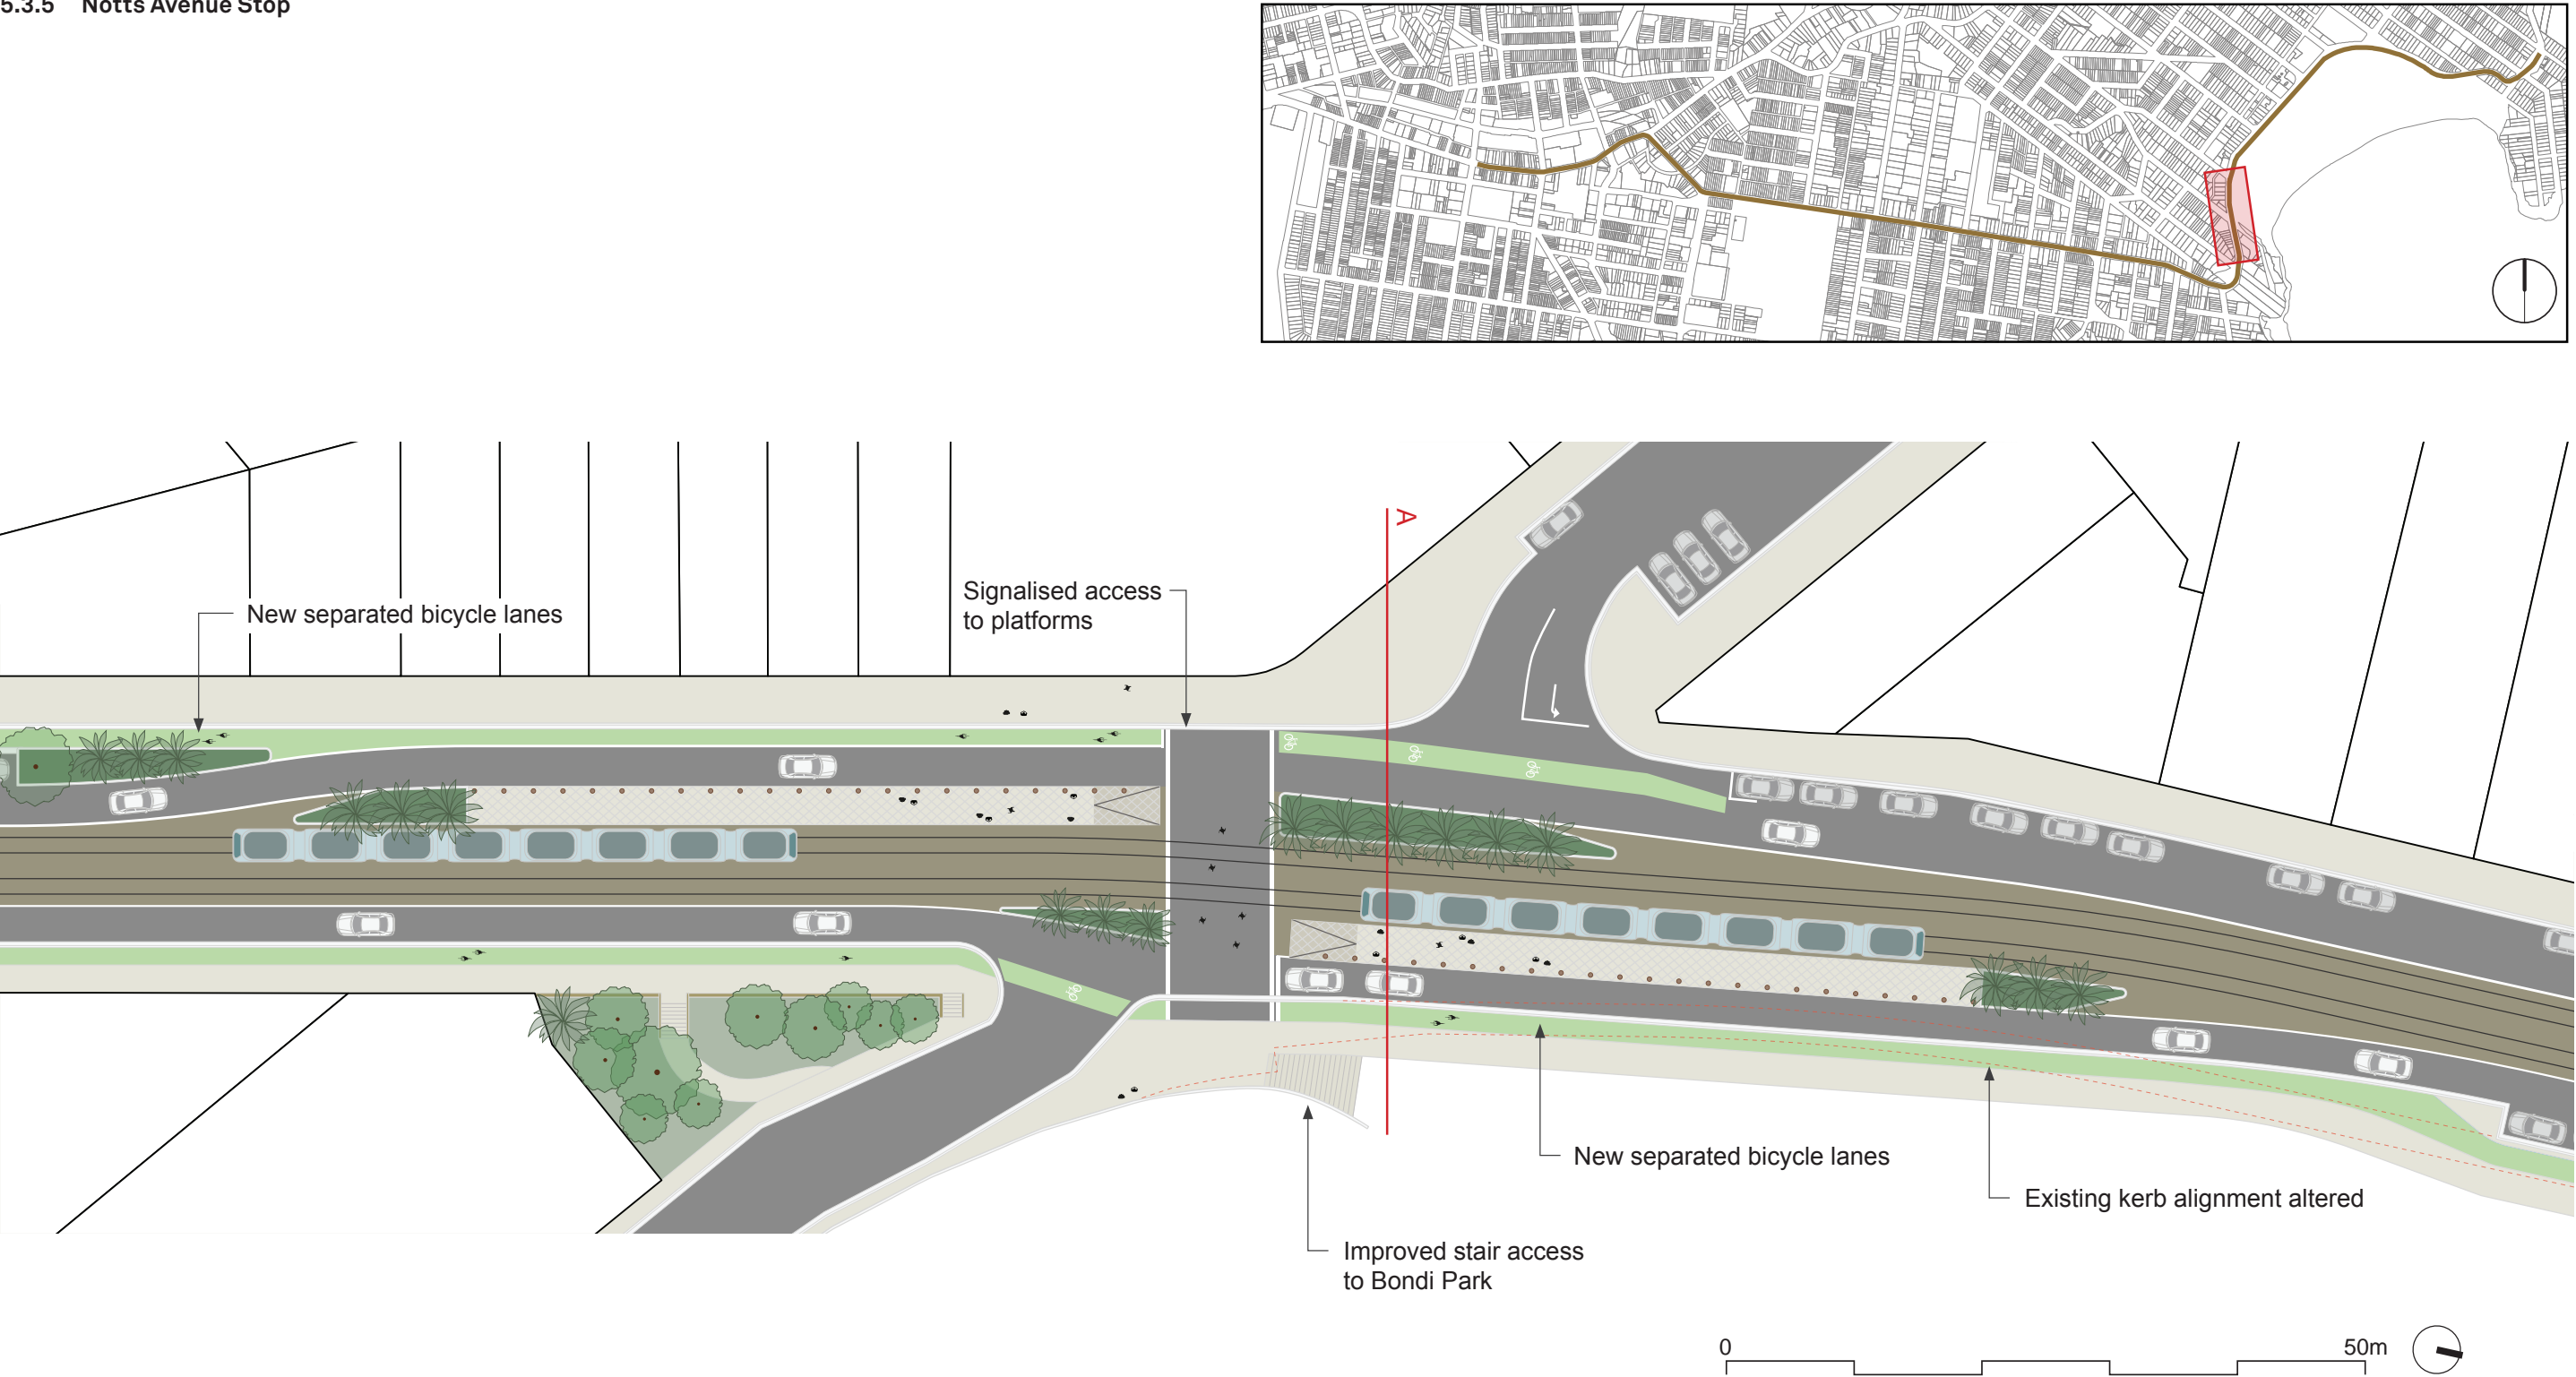 5.3.5 Notts Avenue Stop
A
Signalised access
to platforms
New separated bicycle lanes
New separated bicycle lanes
Existing kerb alignment altered
Improved stair access
to Bondi Park
0 50m